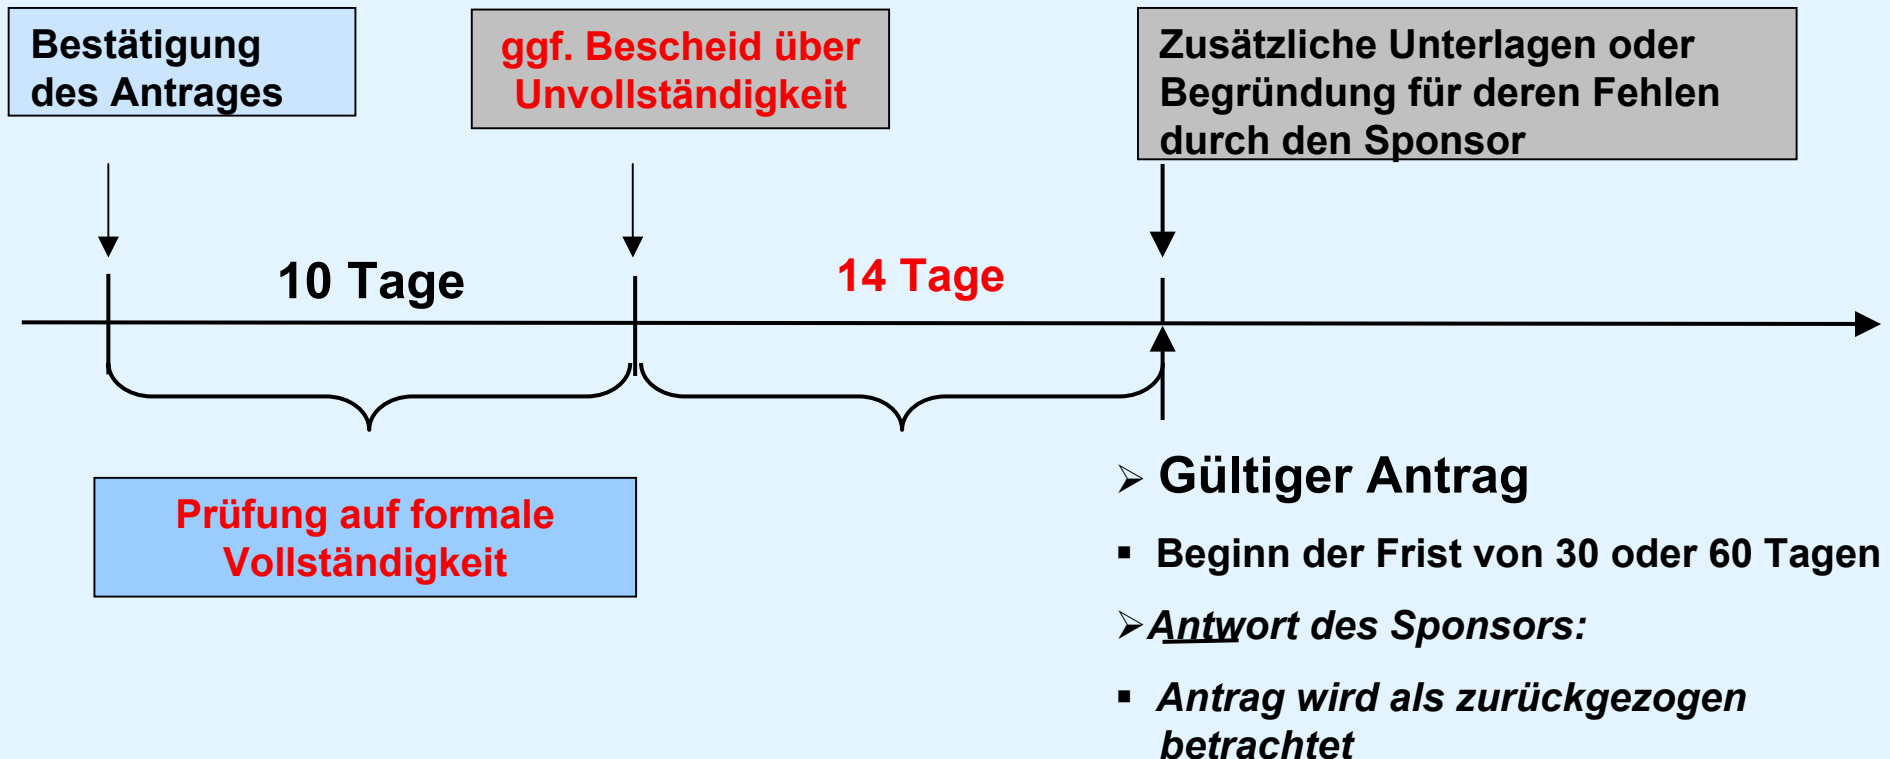 Bestätigung
des Antrages
ggf. Bescheid über
Unvollständigkeit
Zusätzliche Unterlagen oder
Begründung für deren Fehlen
durch den Sponsor
10 Tage
14 Tage
Prüfung auf formale
Vollständigkeit
➢ Gültiger Antrag
▪ Beginn der Frist von 30 oder 60 Tagen
➢ Antwort des Sponsors:
▪ Antrag wird als zurückgezogen
betrachtet